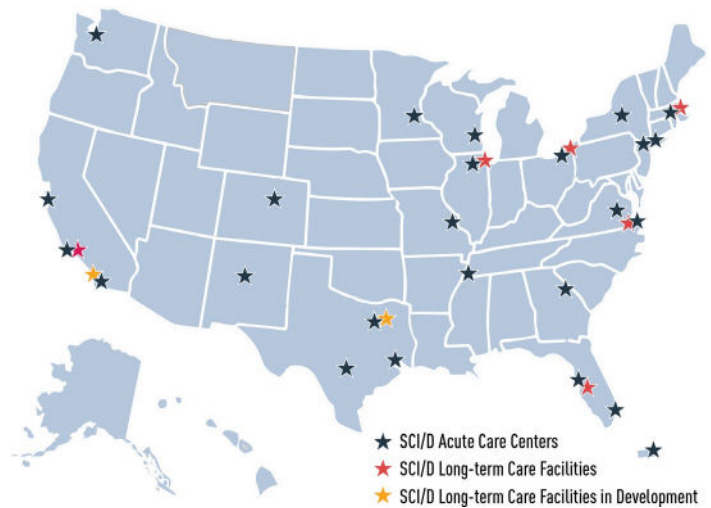 SCI/D Acute Care Centers
SCI/D Long-term Care Facilities
SCI/D Long-term Care Facilities in Development